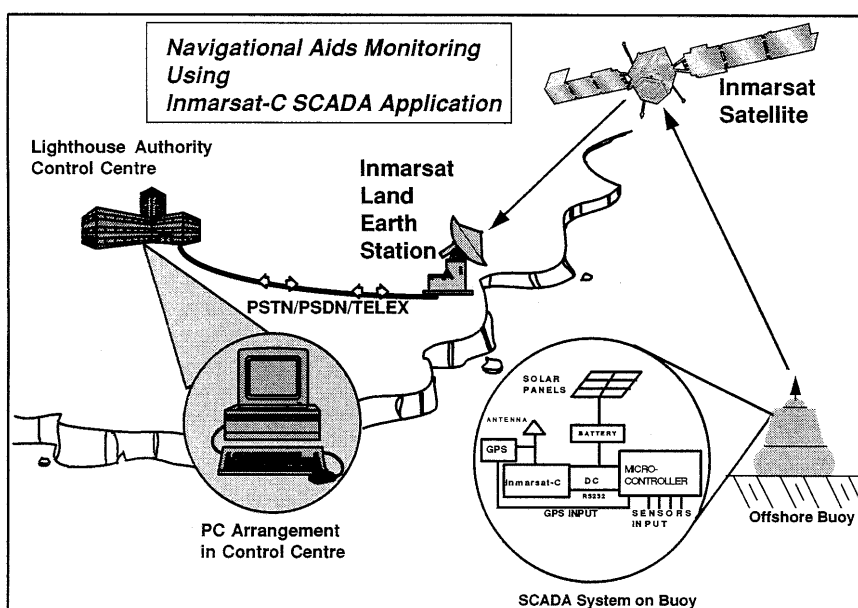 Navigational Aids Monitoring
Using
Inmarsat-C SCADA Application
Inmarsat
Satellite
Lighthouse Authority
Control Centre
Inmarsat
Land
Earth
Station
PSTN/PSDN/TELEX
SOLAR
PANELS
ANTENNA
BATTERY
GPS
Inmarsat-C
DC
RS232
MICRO-
CONTROLLER
GPS INPUT
SENSORS
INPUT
Offshore Buoy
PC Arrangement
in Control Centre
SCADA System on Buoy